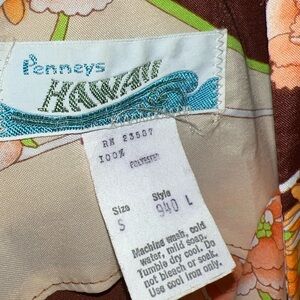 Penneys
HAWAII
RN 23587
100%
POLYESTER
Size Style
S 940 L
Machine wash, cold
water, mild soap.
Tumble dry cool. Do
not bleach or soak.
Use cool iron only.